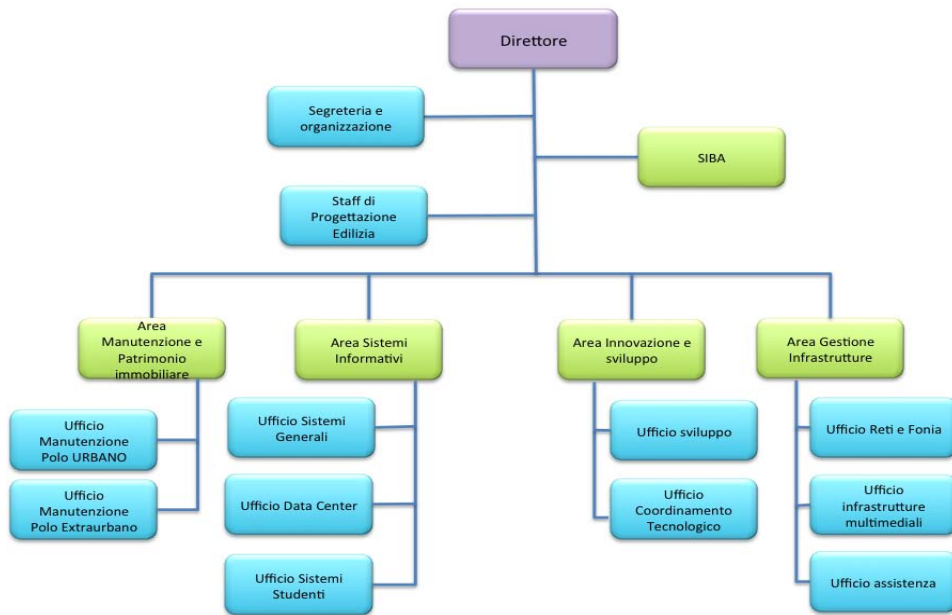 Direttore
Segreteria e
organizzazione
SIBA
Staff di
Progettazione
Edilizia
Area
Manutenzione e
Patrimonio
immobiliare
Area Sistemi
Informativi
Area Innovazione e
sviluppo
Area Gestione
Infrastrutture
Ufficio
Manutenzione
Polo URBANO
Ufficio
Manutenzione
Polo Extraurbano
Ufficio Sistemi
Generali
Ufficio Data Center
Ufficio Sistemi
Studenti
Ufficio sviluppo
Ufficio
Coordinamento
Tecnologico
Ufficio Reti e Fonia
Ufficio
infrastrutture
multimediali
Ufficio assistenza